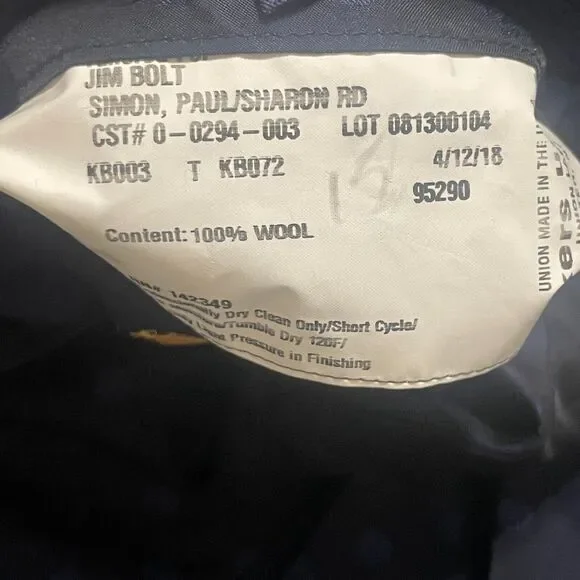 JIM BOLT
SIMON, PAUL/SHARON RD
CST# 0-0294-003 LOT 081300104
KB003 T KB072 4/12/18
95290
Content: 100% WOOL
142349
Dry Clean Only/Short Cycle/
Tumble Dry 120F/
Pressure in Finishing
UNION MADE IN THE